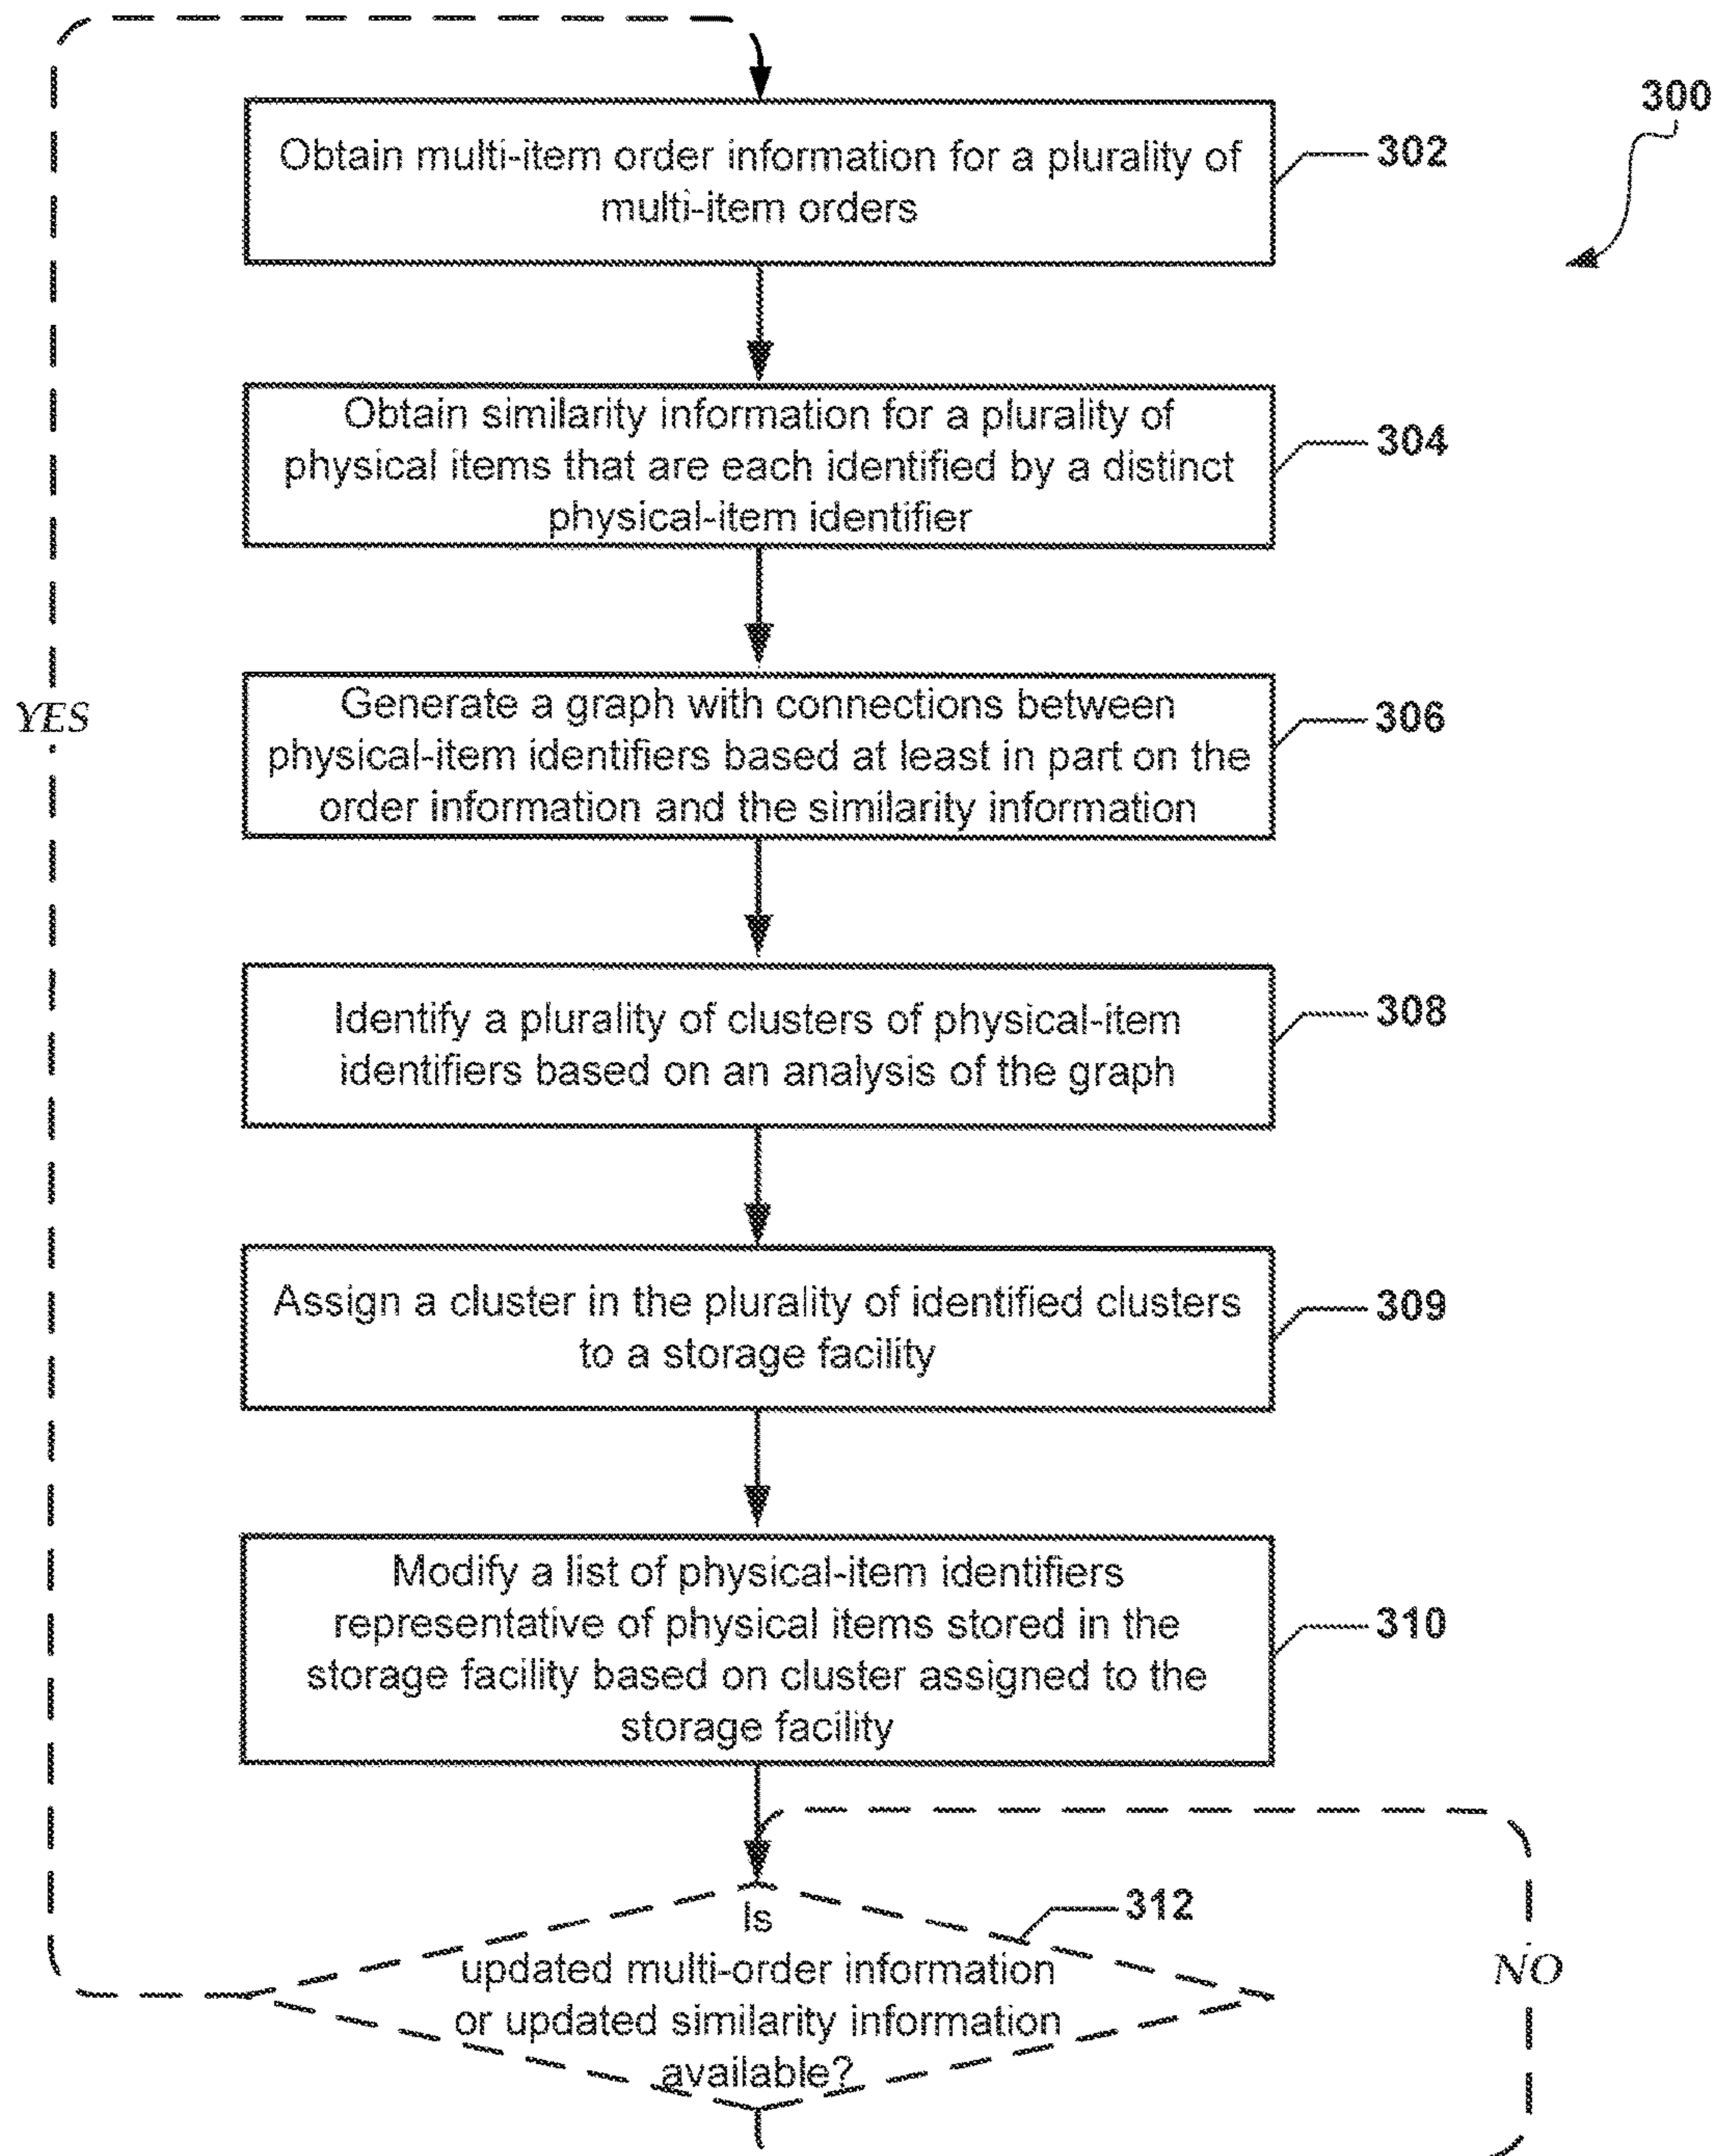 300
Obtain multi-item order information for a plurality of
multi-item orders
302
Obtain similarity information for a plurality of
physical items that are each identified by a distinct
physical-item identifier
304
Generate a graph with connections between
physical-item identifiers based at least in part on the
order information and the similarity information
306
YES
Identify a plurality of clusters of physical-item
identifiers based on an analysis of the graph
308
Assign a cluster in the plurality of identified clusters
to a storage facility
309
Modify a list of physical-item identifiers
representative of physical items stored in the
storage facility based on cluster assigned to the
storage facility
310
312
Is
updated multi-order information
or updated similarity information
available?
NO